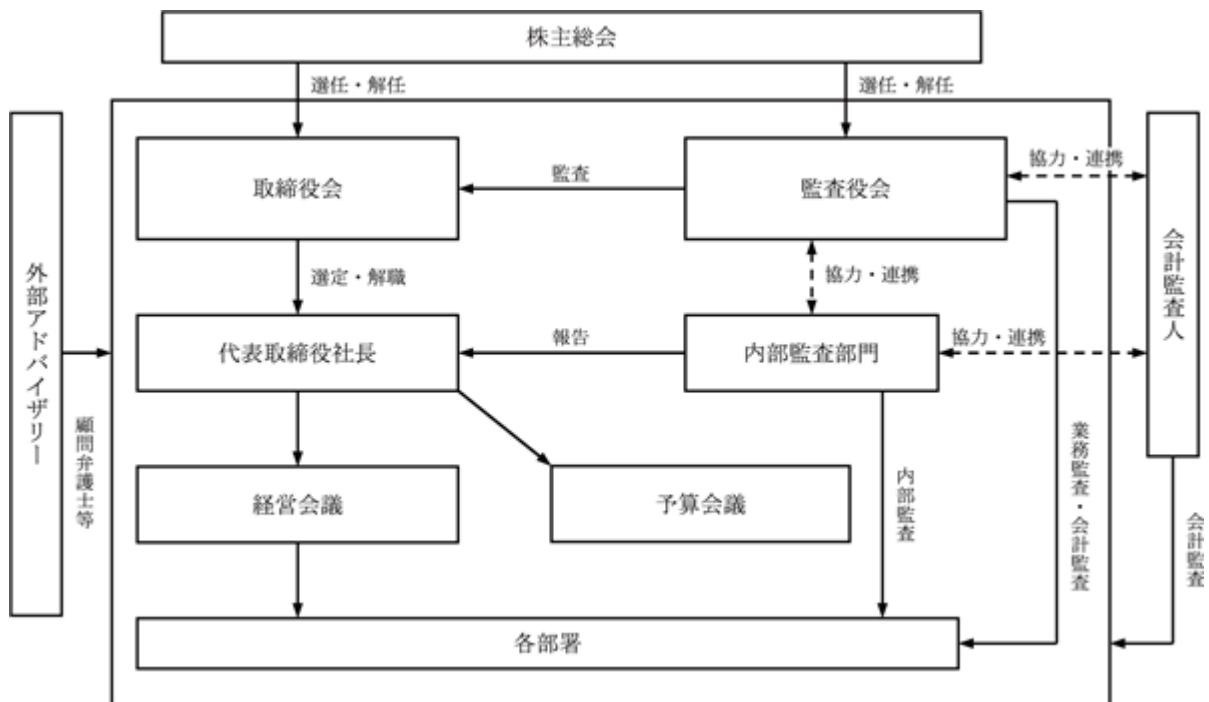 株主総会
選任・解任
選任・解任
取締役会
監査
監査役会
協力・連携
選定・解職
協力・連携
代表取締役社長
報告
内部監査部門
協力・連携
会計監査人
外部アドバイザリー
顧問弁護士等
経営会議
予算会議
内部監査
業務監査・会計監査
会計監査
各部署